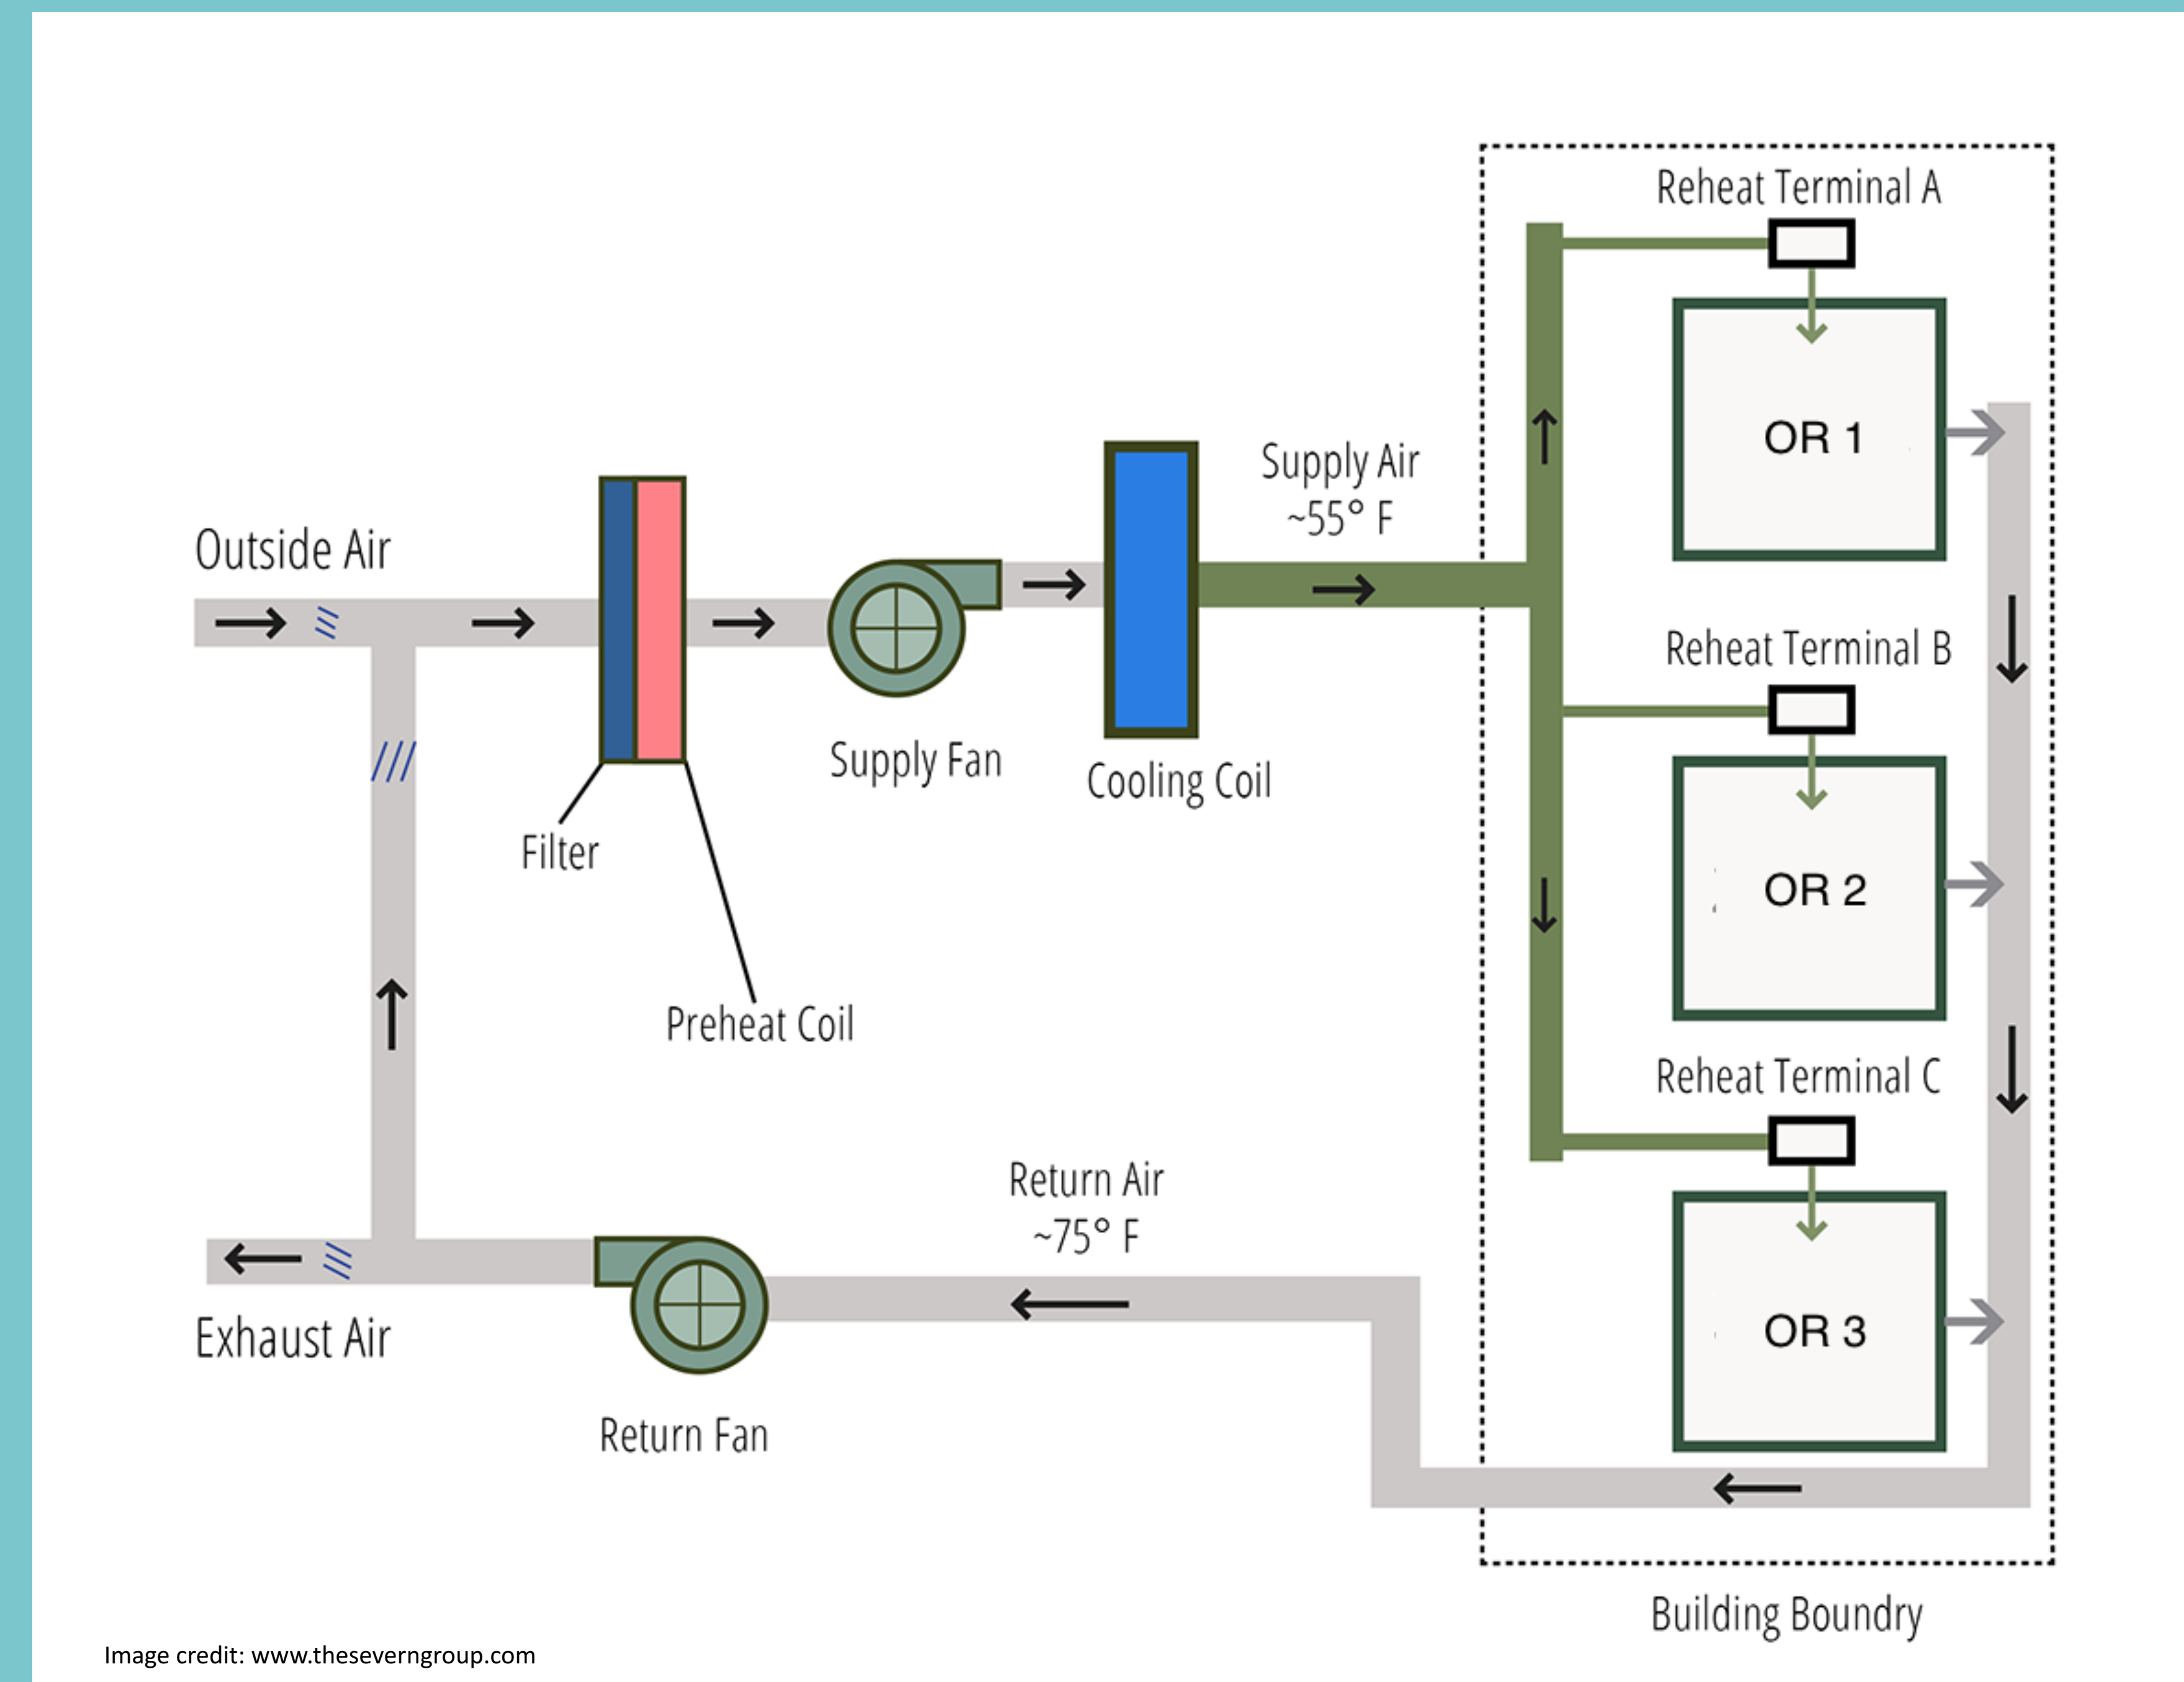 Reheat Terminal A
OR 1
Supply Air
~55° F
Outside Air
Reheat Terminal B
Supply Fan
Cooling Coil
Filter
OR 2
Preheat Coil
Reheat Terminal C
Return Air
~75° F
Exhaust Air
OR 3
Return Fan
Building Boundry
Image credit: www.theseverngroup.com